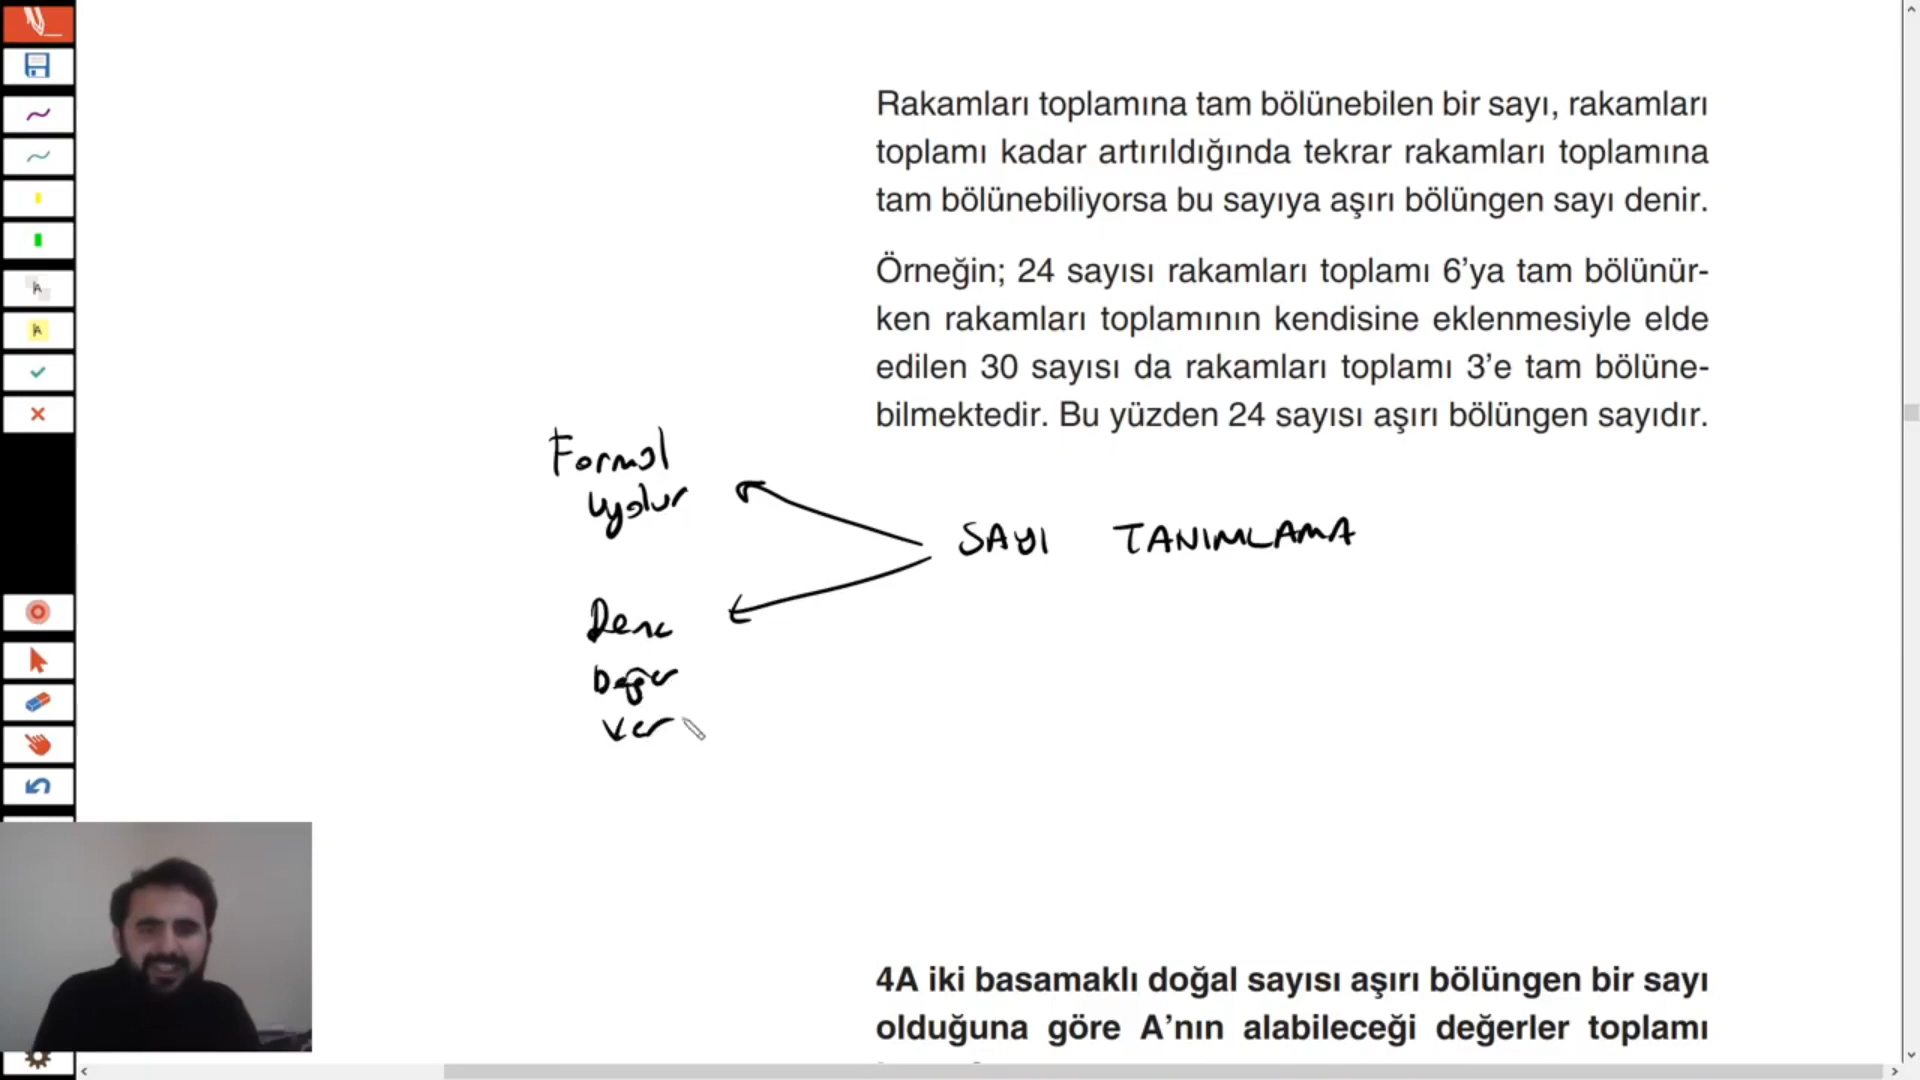 Rakamları toplamına tam bölünebilen bir sayı, rakamları
toplamı kadar artırıldığında tekrar rakamları toplamına
tam bölünebiliyorsa bu sayıya aşırı bölüngen sayı denir.
Örneğin; 24 sayısı rakamları toplamı 6'ya tam bölünür-
ken rakamları toplamının kendisine eklenmesiyle elde
edilen 30 sayısı da rakamları toplamı 3'e tam bölüne-
bilmektedir. Bu yüzden 24 sayısı aşırı bölüngen sayıdır.
Formol
uyolur
SAYI TANIMLAMA
Değer
ver
4A iki basamaklı doğal sayısı aşırı bölüngen bir sayı
olduğuna göre A'nın alabileceği değerler toplamı